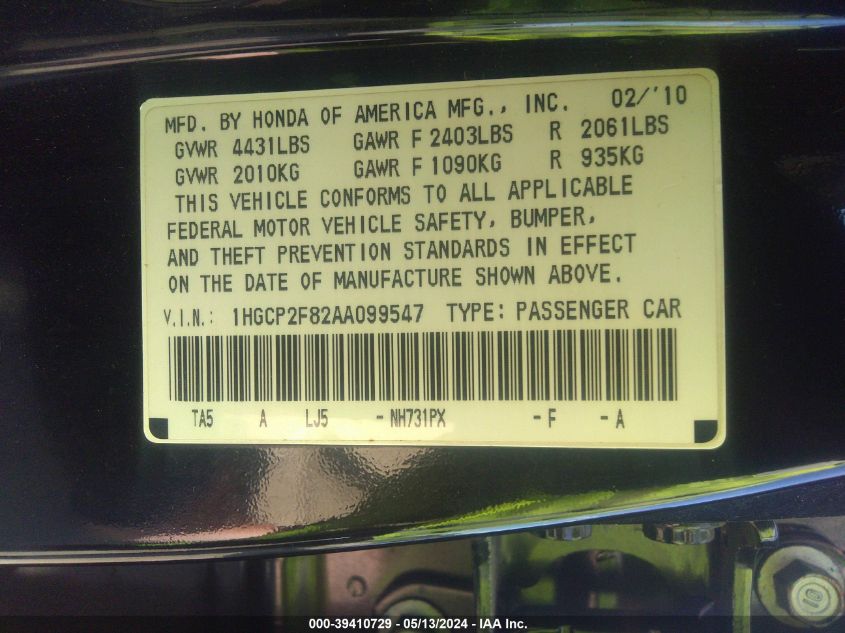 MFD. BY HONDA OF AMERICA MFG., INC. 02/'10
GVWR 4431LBS GAWR F 2403LBS R 2061LBS
GVWR 2010KG GAWR F 1090KG R 935KG
THIS VEHICLE CONFORMS TO ALL APPLICABLE
FEDERAL MOTOR VEHICLE SAFETY, BUMPER,
AND THEFT PREVENTION STANDARDS IN EFFECT
ON THE DATE OF MANUFACTURE SHOWN ABOVE.
V.I.N.: 1HGCP2F82AA099547 TYPE: PASSENGER CAR
TA5 A LJ5 - NH731PX - F - A
10
000-39410729 - 05/13/2024 - IAA Inc.